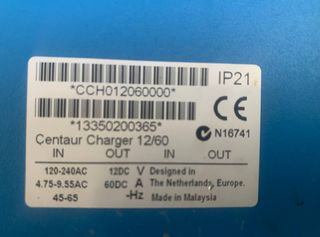 IP21
*CCH012060000*
*13350200365*
CE
N16741
Centaur Charger 12/60
IN OUT IN OUT
120-240AC 12DC V Designed in
4.75-9.55AC 60DC A The Netherlands, Europe.
45-65 -Hz Made in Malaysia